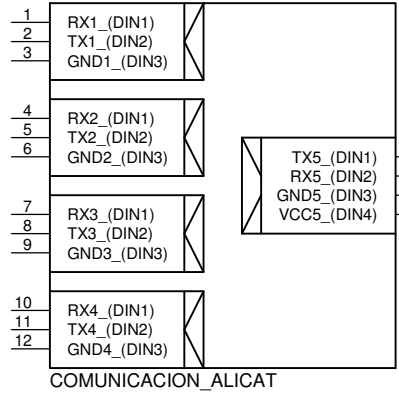 1 RX1_(DIN1)
2 TX1_(DIN2)
3 GND1_(DIN3)
4 RX2_(DIN1)
5 TX2_(DIN2)
6 GND2_(DIN3)
TX5_(DIN1)
RX5_(DIN2)
GND5_(DIN3)
VCC5_(DIN4)
7 RX3_(DIN1)
8 TX3_(DIN2)
9 GND3_(DIN3)
10 RX4_(DIN1)
11 TX4_(DIN2)
12 GND4_(DIN3)
COMUNICACION_ALICAT